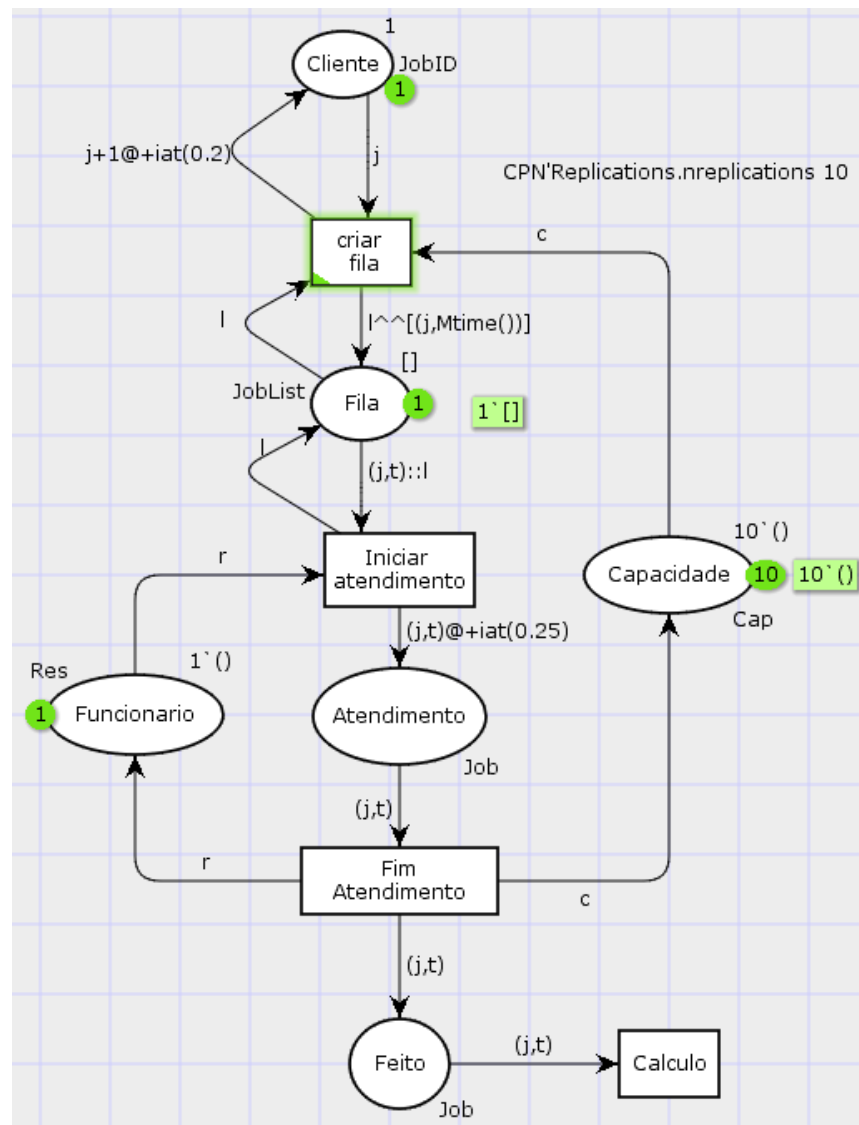 1
Cliente
JobID
1
j+1@+iat(0.2)
j
CPN'Replications.nreplications 10
criar
fila
c
l
l^^[(j,Mtime())]
[]
JobList
Fila
1
1`[]
l
(j,t)::l
10`()
r
Iniciar
atendimento
Capacidade
10
10`()
(j,t)@+iat(0.25)
Cap
1`()
Res
1
Funcionario
Atendimento
Job
(j,t)
r
Fim
Atendimento
c
(j,t)
(j,t)
Feito
Calculo
Job